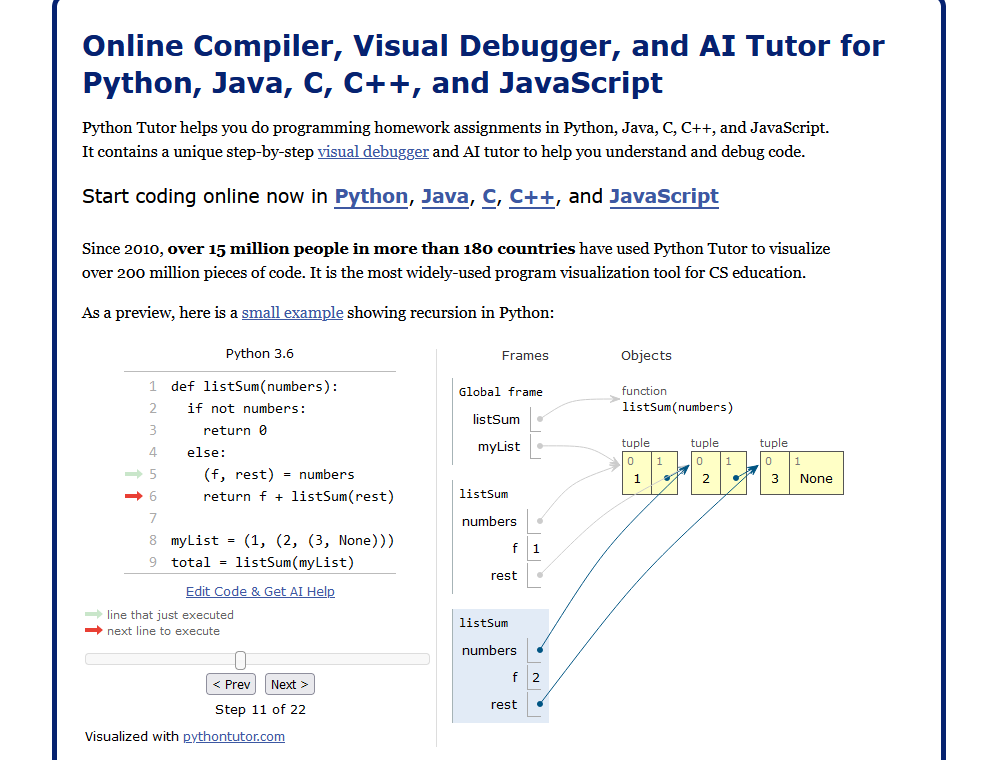 Online Compiler, Visual Debugger, and AI Tutor for
Python, Java, C, C++, and JavaScript
Python Tutor helps you do programming homework assignments in Python, Java, C, C++, and JavaScript.
It contains a unique step-by-step visual debugger and AI tutor to help you understand and debug code.
Start coding online now in Python, Java, C, C++, and JavaScript
Since 2010, over 15 million people in more than 180 countries have used Python Tutor to visualize
over 200 million pieces of code. It is the most widely-used program visualization tool for CS education.
As a preview, here is a small example showing recursion in Python:
Python 3.6
1 def listSum(numbers):
2   if not numbers:
3     return 0
4   else:
5     (f, rest) = numbers
6     return f + listSum(rest)
7
8 myList = (1, (2, (3, None)))
9 total = listSum(myList)
Edit Code & Get AI Help
line that just executed
next line to execute
< Prev Next >
Step 11 of 22
Visualized with pythontutor.com
Frames Objects
Global frame
listSum
myList
function
listSum(numbers)
tuple tuple tuple
0 1 0 1 0 1
1 2 3 None
listSum
numbers
f 1
rest
listSum
numbers
f 2
rest